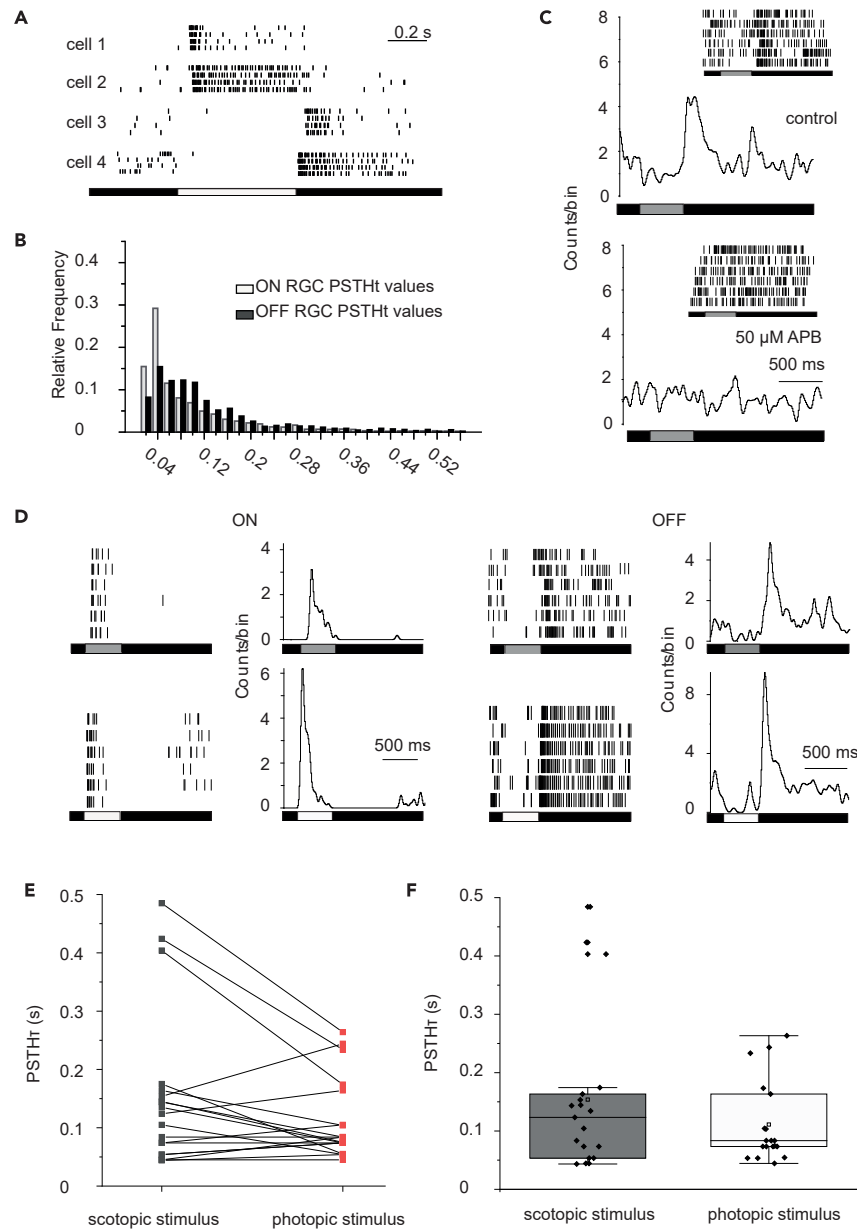 A
0.2 s
cell 1
cell 2
cell 3
cell 4
B
Relative Frequency
0.4
0.3
0.2
0.1
0
ON RGC PSTHt values
OFF RGC PSTHt values
0.04
0.12
0.2
0.28
0.36
0.44
0.52
C
Counts/bin
8
6
4
2
0
control
8
6
4
2
0
50 µM APB
500 ms
D
ON
OFF
Counts/bin
4
2
0
6
4
2
0
500 ms
Counts/bin
4
2
0
8
4
0
500 ms
E
PSTHτ (s)
0.5
0.4
0.3
0.2
0.1
0
scotopic stimulus
photopic stimulus
F
PSTHτ (s)
0.5
0.4
0.3
0.2
0.1
0
scotopic stimulus
photopic stimulus